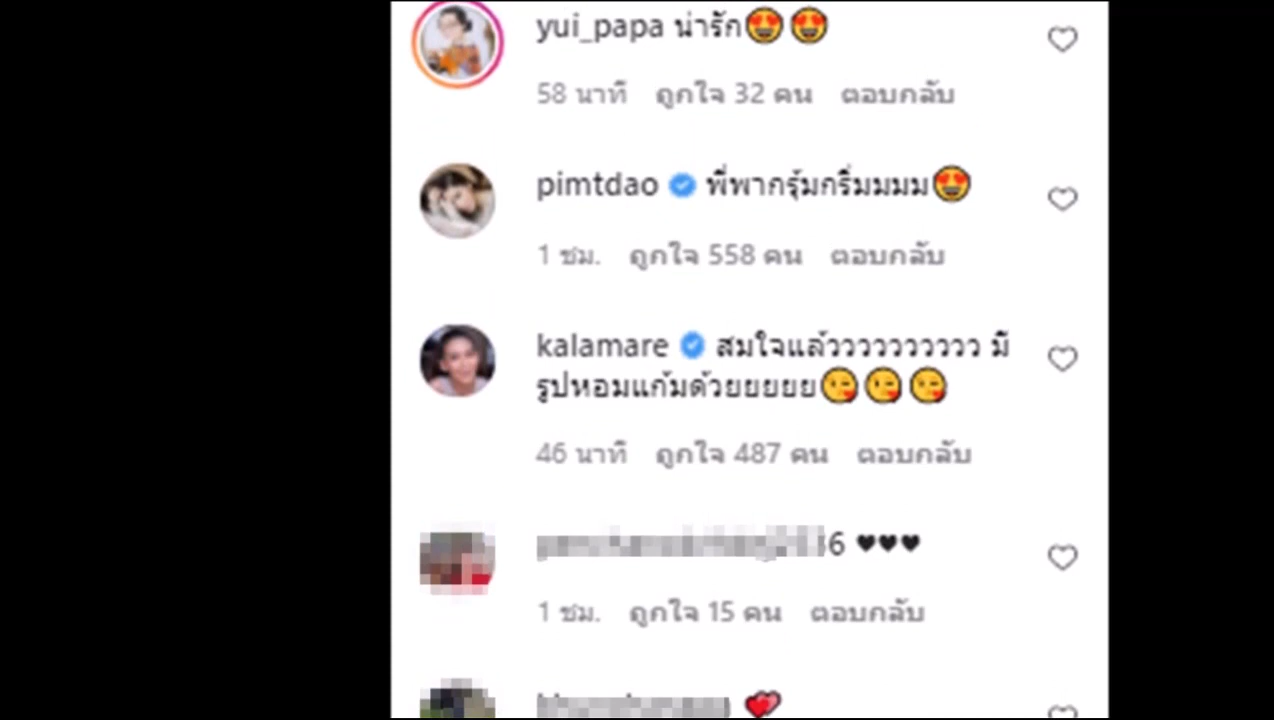 yui_papa น่ารัก😍😍
58 นาที ถูกใจ 32 คน ตอบกลับ
pimtdao พี่พากรุ้มกริ่มมมมม😍
1 ชม. ถูกใจ 558 คน ตอบกลับ
kalamare สมใจแล้วววววววววววว มี
รูปหอมแก้มด้วยยยยยย😘😘😘
46 นาที ถูกใจ 487 คน ตอบกลับ
♥♥♥
1 ชม. ถูกใจ 15 คน ตอบกลับ
💕